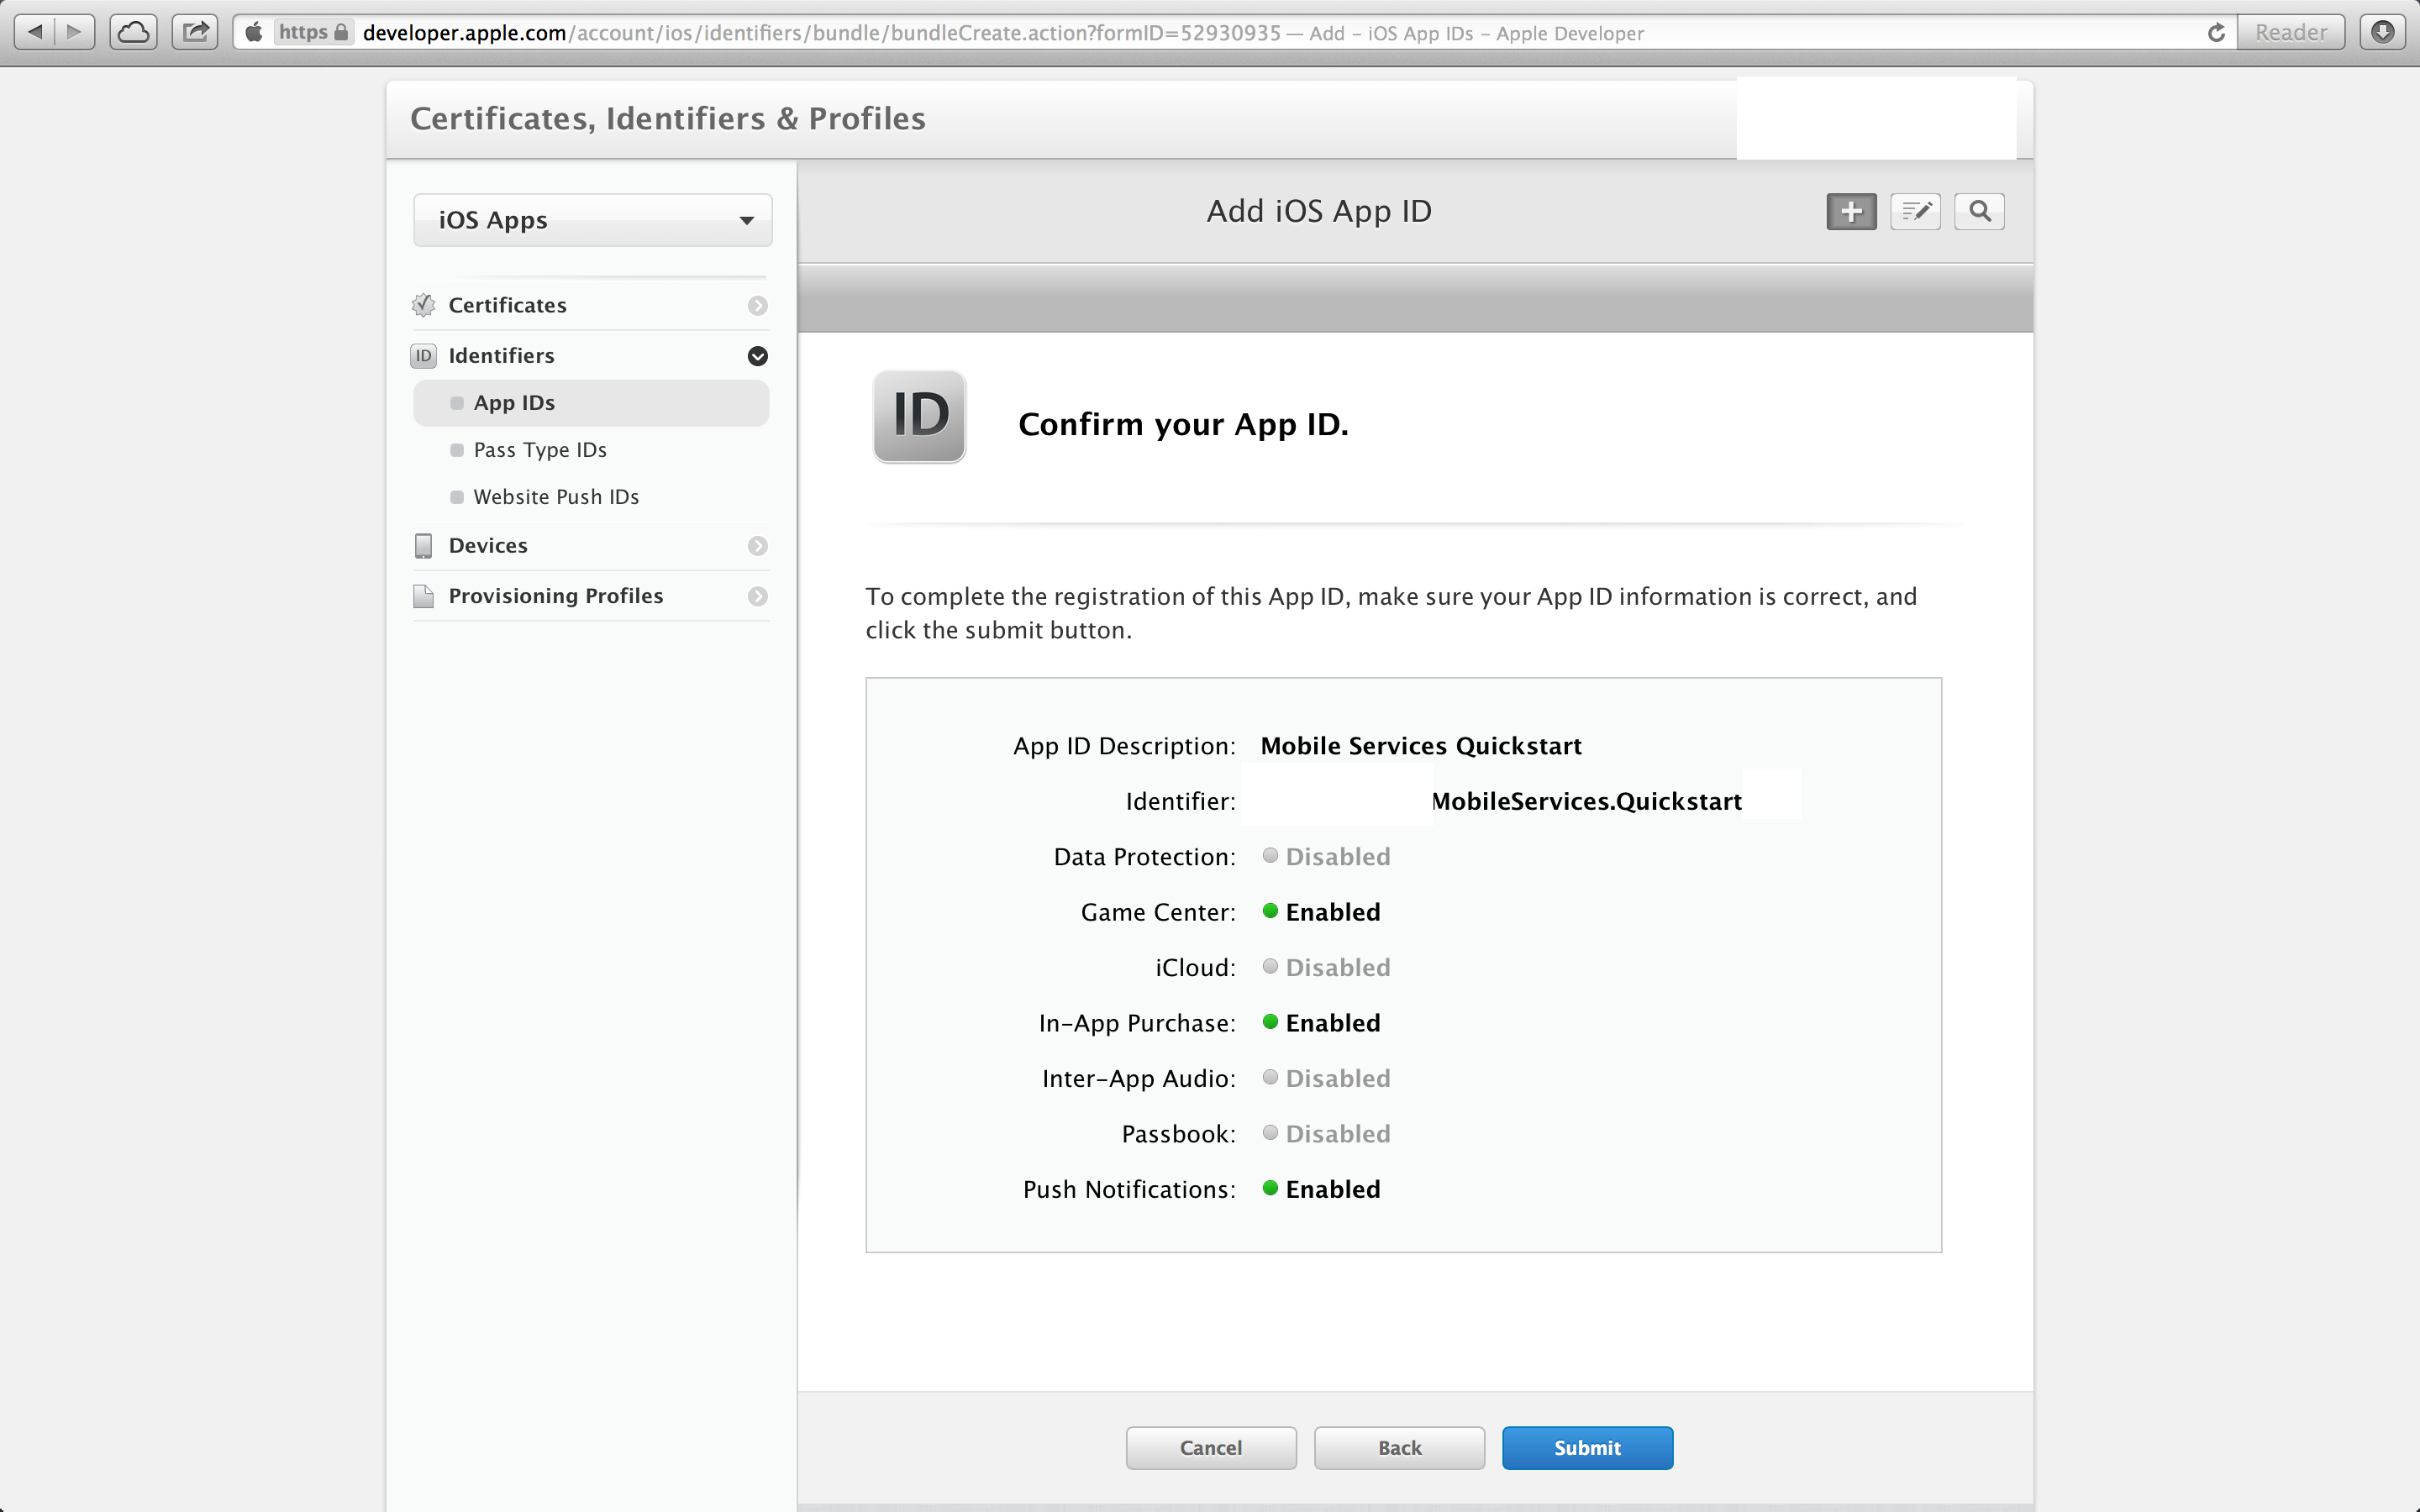 https developer.apple.com/account/ios/identifiers/bundle/bundleCreate.action?formID=52930935 — Add – iOS App IDs – Apple Developer
Reader
Certificates, Identifiers & Profiles
iOS Apps
Add iOS App ID
Certificates
ID Identifiers
App IDs
Pass Type IDs
Website Push IDs
Devices
Provisioning Profiles
ID
Confirm your App ID.
To complete the registration of this App ID, make sure your App ID information is correct, and
click the submit button.
App ID Description: Mobile Services Quickstart
Identifier: MobileServices.Quickstart
Data Protection: Disabled
Game Center: Enabled
iCloud: Disabled
In-App Purchase: Enabled
Inter-App Audio: Disabled
Passbook: Disabled
Push Notifications: Enabled
Cancel
Back
Submit